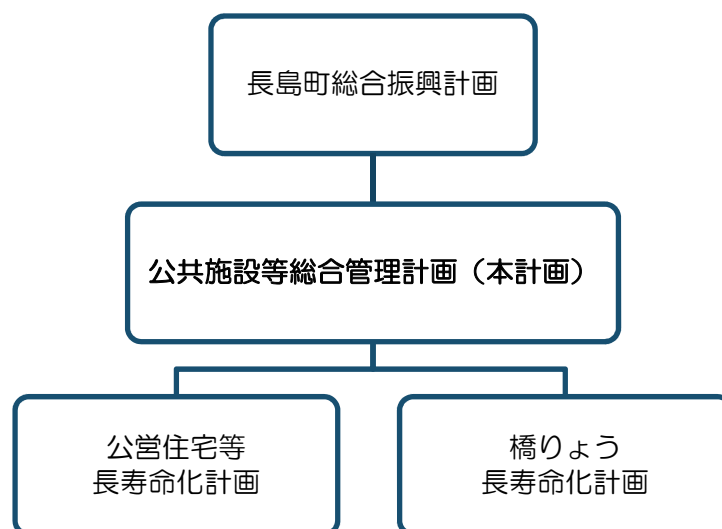 長島町総合振興計画
公共施設等総合管理計画（本計画）
公営住宅等
長寿命化計画
橋りょう
長寿命化計画